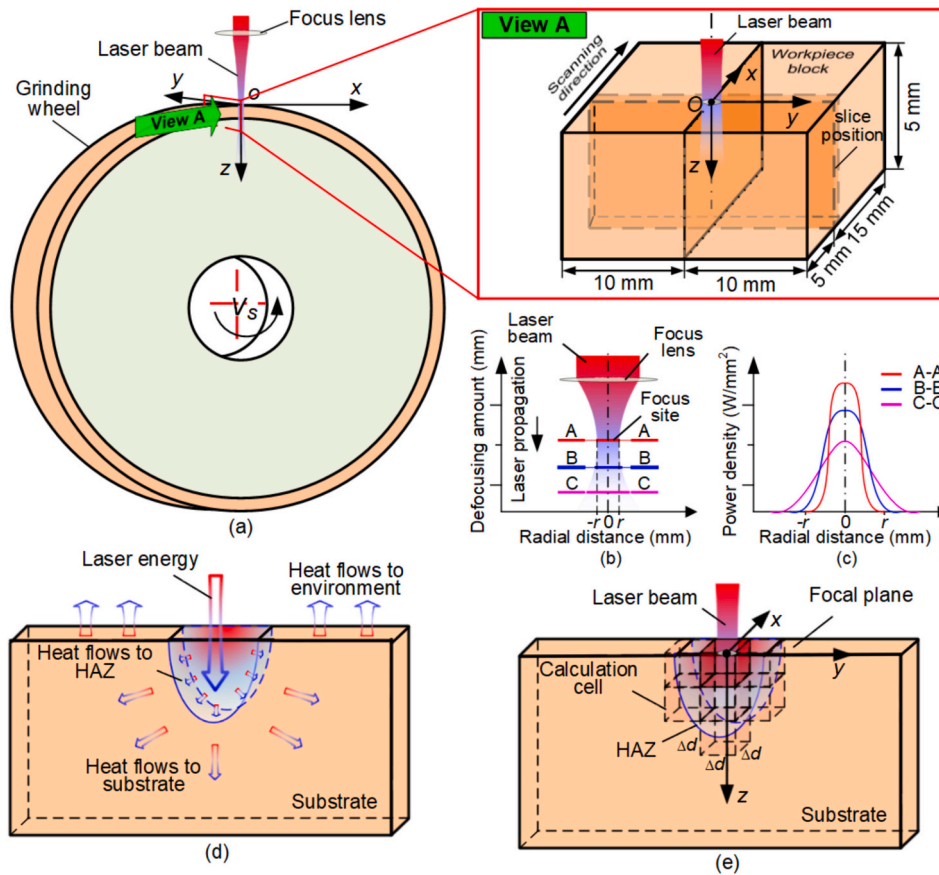 Focus lens
Laser beam
Grinding
wheel
y
o
x
View A
z
Vs
(a)
View A
Laser beam
Scanning
direction
Workpiece
block
x
O
y
slice
position
z
5 mm
15 mm
5 mm
10 mm
10 mm
Defocusing amount (mm)
Laser propagation
Laser
beam
Focus
lens
Focus
site
A
A
B
B
C
C
-r 0 r
Radial distance (mm)
(b)
Power density (W/mm²)
A-A
B-B
C-C
-r
0
r
Radial distance (mm)
(c)
Laser energy
Heat flows to
environment
Heat flows to
HAZ
Heat flows to
substrate
Substrate
(d)
Laser beam
Focal plane
x
y
Calculation
cell
HAZ
Δd
Δd
Δd
z
Substrate
(e)